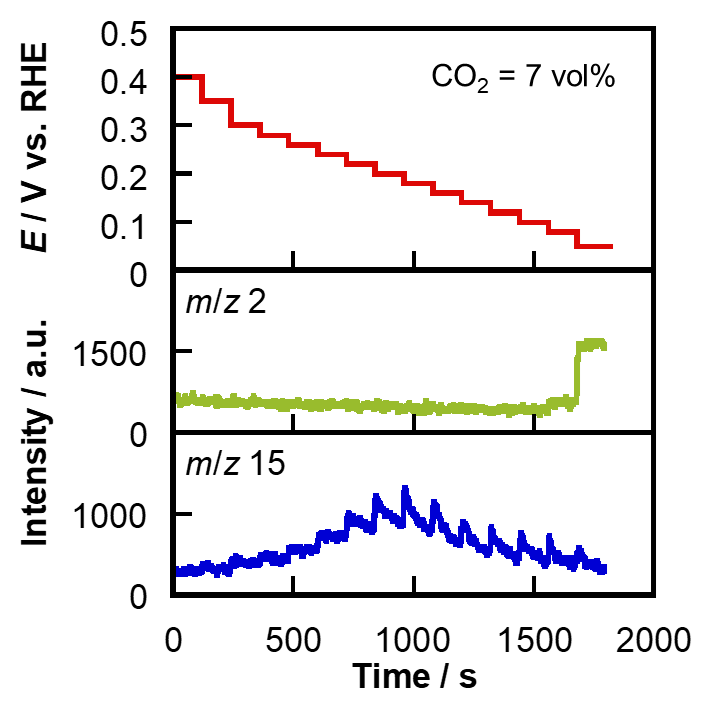 E / V vs. RHE
0.5
0.4
0.3
0.2
0.1
0
CO₂ = 7 vol%
Intensity / a.u.
m/z 2
1500
0
m/z 15
1000
0
0 500 1000 1500 2000
Time / s